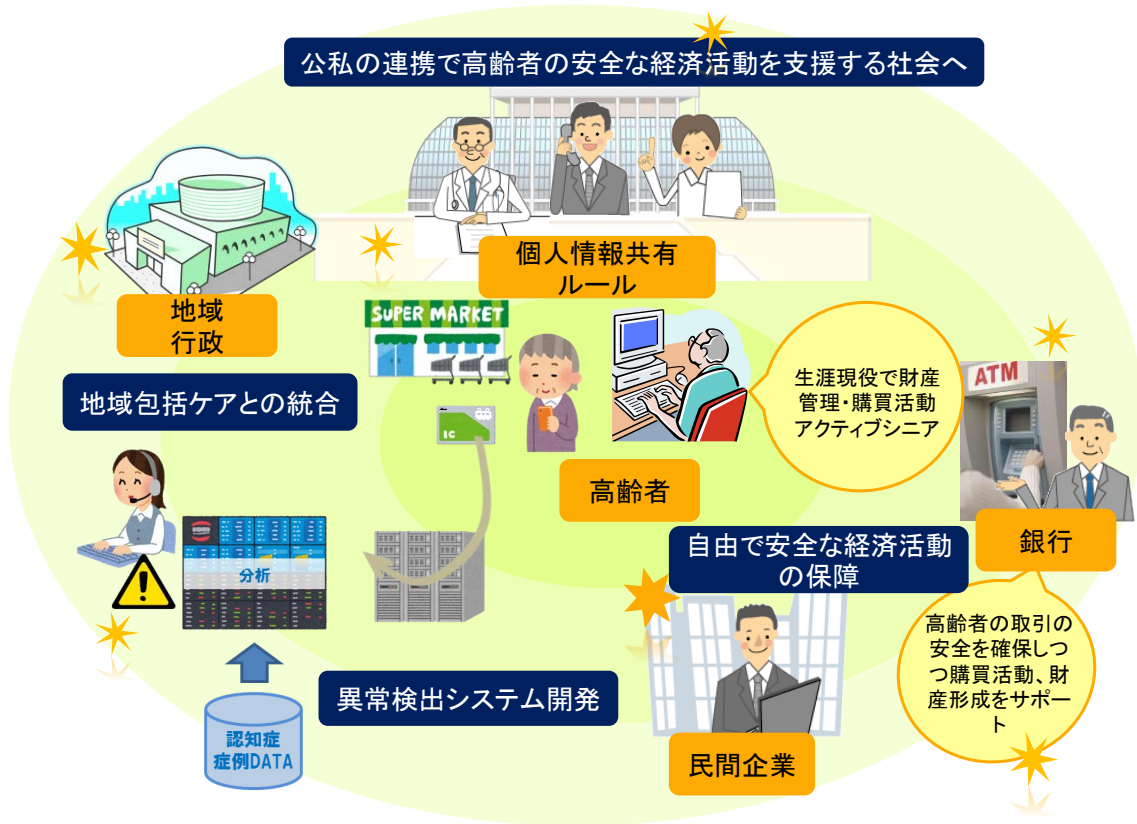 公私の連携で高齢者の安全な経済活動を支援する社会へ
個人情報共有
ルール
地域
行政
SUPER MARKET
生涯現役で財産
管理・購買活動
アクティブシニア
ATM
地域包括ケアとの統合
IC
高齢者
自由で安全な経済活動
の保障
銀行
分析
高齢者の取引の
安全を確保しつ
つ購買活動、財
産形成をサポー
ト
異常検出システム開発
認知症
症例DATA
民間企業